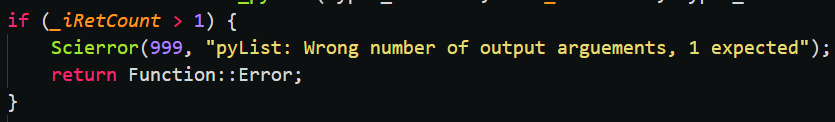 if (_iRetCount > 1) {
    Scierror(999, "pyList: Wrong number of output arguements, 1 expected");
    return Function::Error;
}